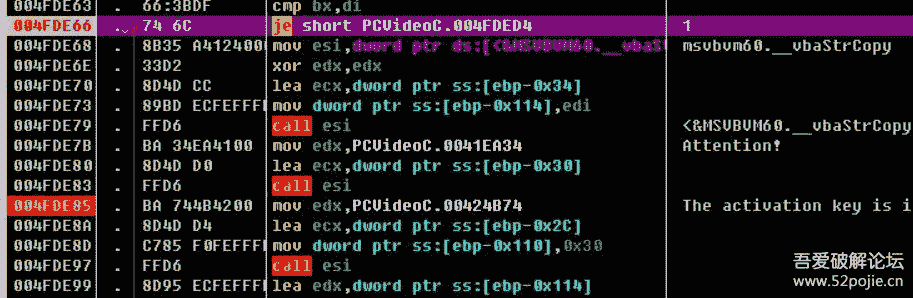 004FDE63 . 66:3BDF cmp bx,di
004FDE66 .ˬ 74 6C je short PCVideoC.004FDED4 1
004FDE68 . 8B35 A4124000 mov esi,dword ptr ds:[<&MSVBVM60.__vbaStrC msvbvm60.__vbaStrCopy
004FDE6E . 33D2 xor edx,edx
004FDE70 . 8D4D CC lea ecx,dword ptr ss:[ebp-0x34]
004FDE73 . 89BD ECFEFFFF mov dword ptr ss:[ebp-0x114],edi
004FDE79 . FFD6 call esi <&MSVBVM60.__vbaStrCopy
004FDE7B . BA 34EA4100 mov edx,PCVideoC.0041EA34 Attention!
004FDE80 . 8D4D D0 lea ecx,dword ptr ss:[ebp-0x30]
004FDE83 . FFD6 call esi
004FDE85 . BA 744B4200 mov edx,PCVideoC.00424B74 The activation key is i
004FDE8A . 8D4D D4 lea ecx,dword ptr ss:[ebp-0x2C]
004FDE8D . C785 F0FEFFFF mov dword ptr ss:[ebp-0x110],0x30
004FDE97 . FFD6 call esi
004FDE99 . 8D95 ECFEFFFF lea edx,dword ptr ss:[ebp-0x114]
吾爱破解论坛
www.52pojie.cn